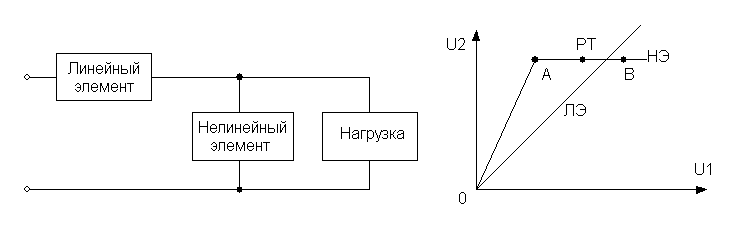 Линейный
элемент
Нелинейный
элемент
Нагрузка
U2
РТ
НЭ
А
В
ЛЭ
U1
0